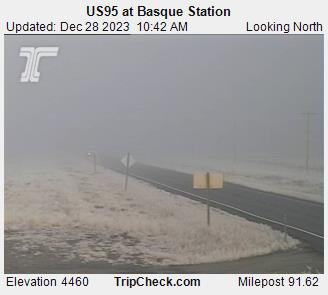 US95 at Basque Station
Updated: Dec 28 2023 10:42 AM Looking North
Elevation 4460 TripCheck.com Milepost 91.62